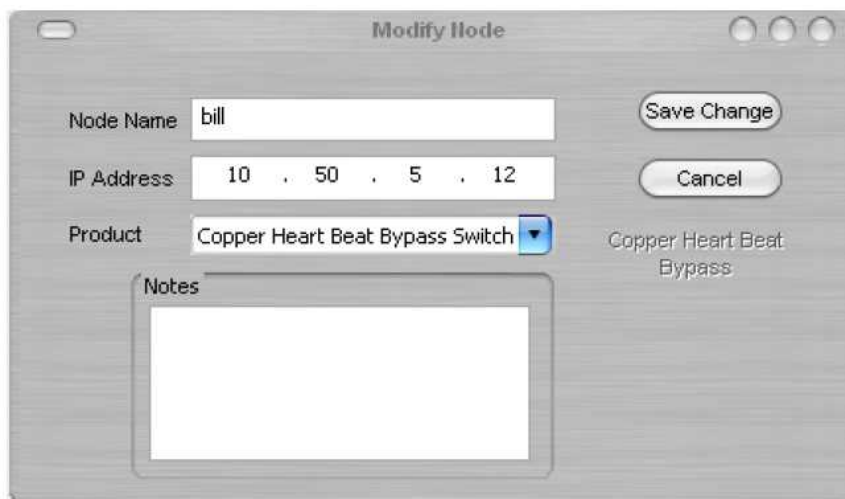 Modify Node
Node Name bill
Save Change
IP Address 10 . 50 . 5 . 12
Cancel
Product Copper Heart Beat Bypass Switch
Copper Heart Beat
Bypass
Notes